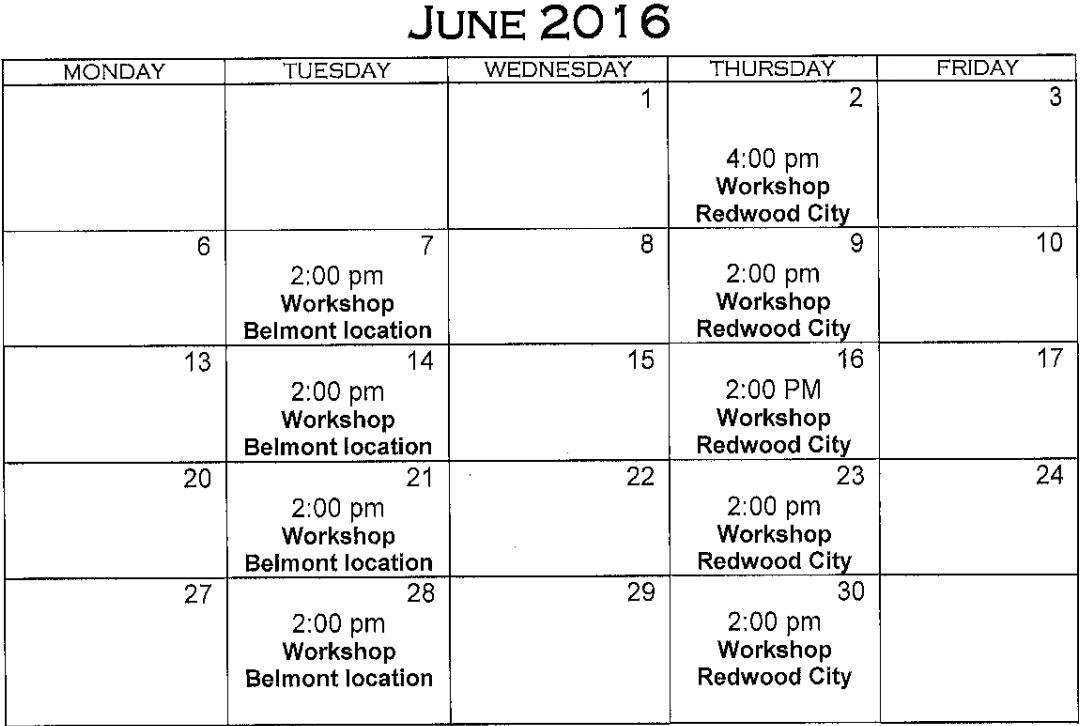 JUNE 2016
MONDAY TUESDAY WEDNESDAY THURSDAY FRIDAY
1 2 3
4:00 pm
Workshop
Redwood City
6 7 8 9 10
2:00 pm 2:00 pm
Workshop Workshop
Belmont location Redwood City
13 14 15 16 17
2:00 pm 2:00 PM
Workshop Workshop
Belmont location Redwood City
20 21 22 23 24
2:00 pm 2:00 pm
Workshop Workshop
Belmont location Redwood City
27 28 29 30
2:00 pm 2:00 pm
Workshop Workshop
Belmont location Redwood City